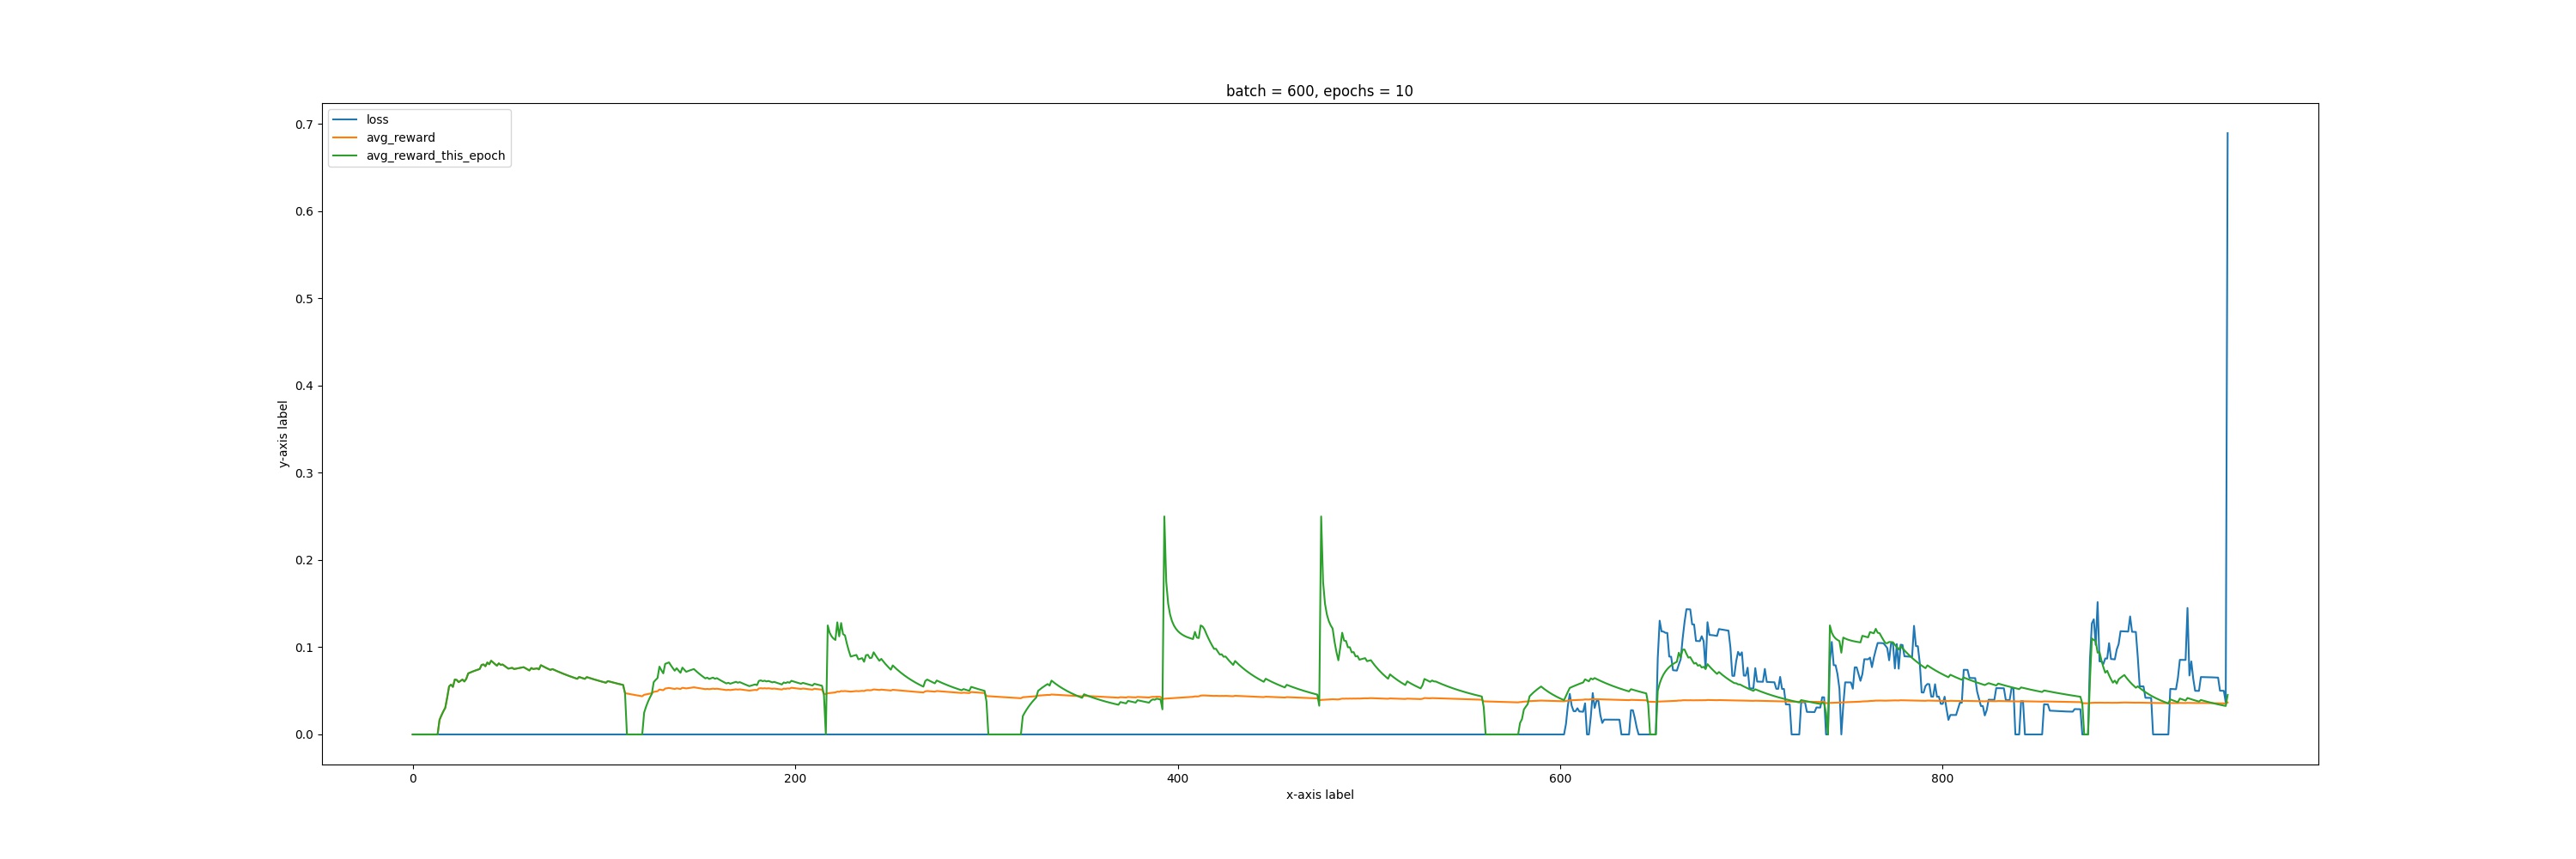 batch = 600, epochs = 10
loss
avg_reward
avg_reward_this_epoch
0.7
0.6
0.5
0.4
0.3
0.2
0.1
0.0
y-axis label
0 200 400 600 800
x-axis label